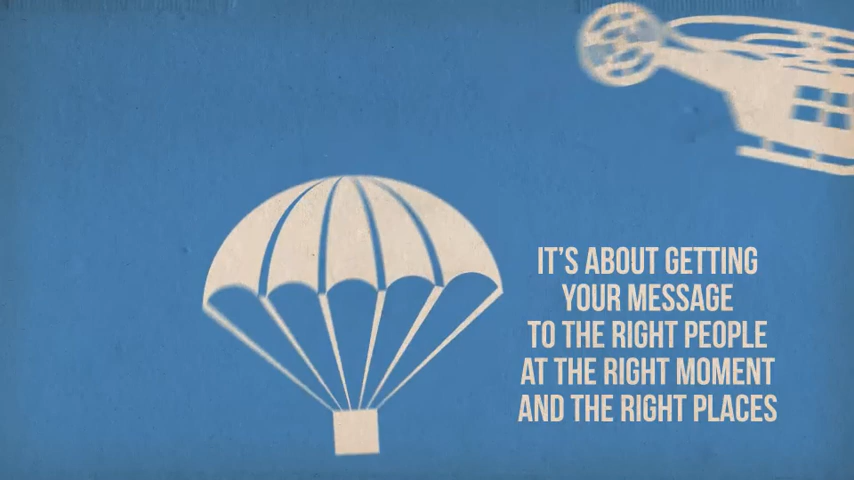 IT'S ABOUT GETTING
YOUR MESSAGE
TO THE RIGHT PEOPLE
AT THE RIGHT MOMENT
AND THE RIGHT PLACES